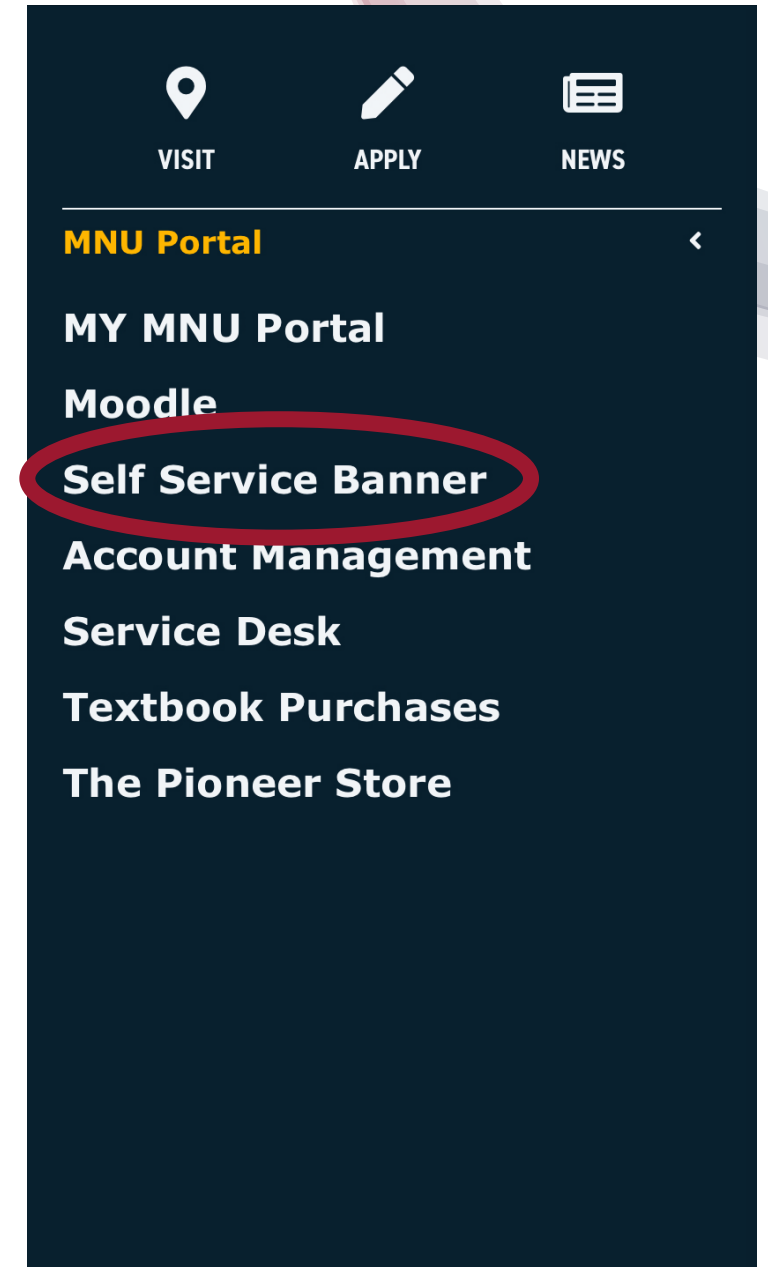 VISIT APPLY NEWS
MNU Portal
MY MNU Portal
Moodle
Self Service Banner
Account Management
Service Desk
Textbook Purchases
The Pioneer Store